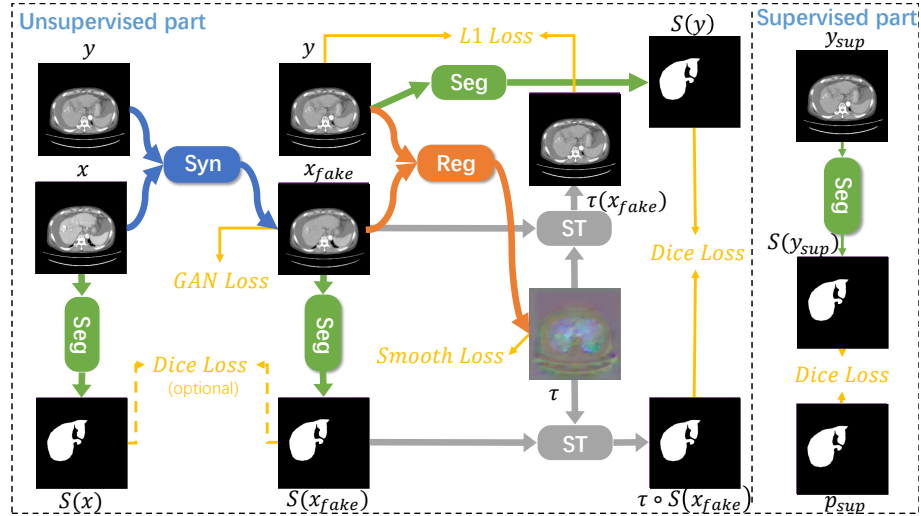 Unsupervised part
Supervised part
y
y
L1 Loss
S(y)
y_sup
Seg
x
Syn
x_fake
Reg
τ(x_fake)
ST
Seg
GAN Loss
Dice Loss
S(y_sup)
Seg
Seg
Smooth Loss
Dice Loss
(optional)
τ
Dice Loss
ST
S(x)
S(x_fake)
τ ∘ S(x_fake)
p_sup